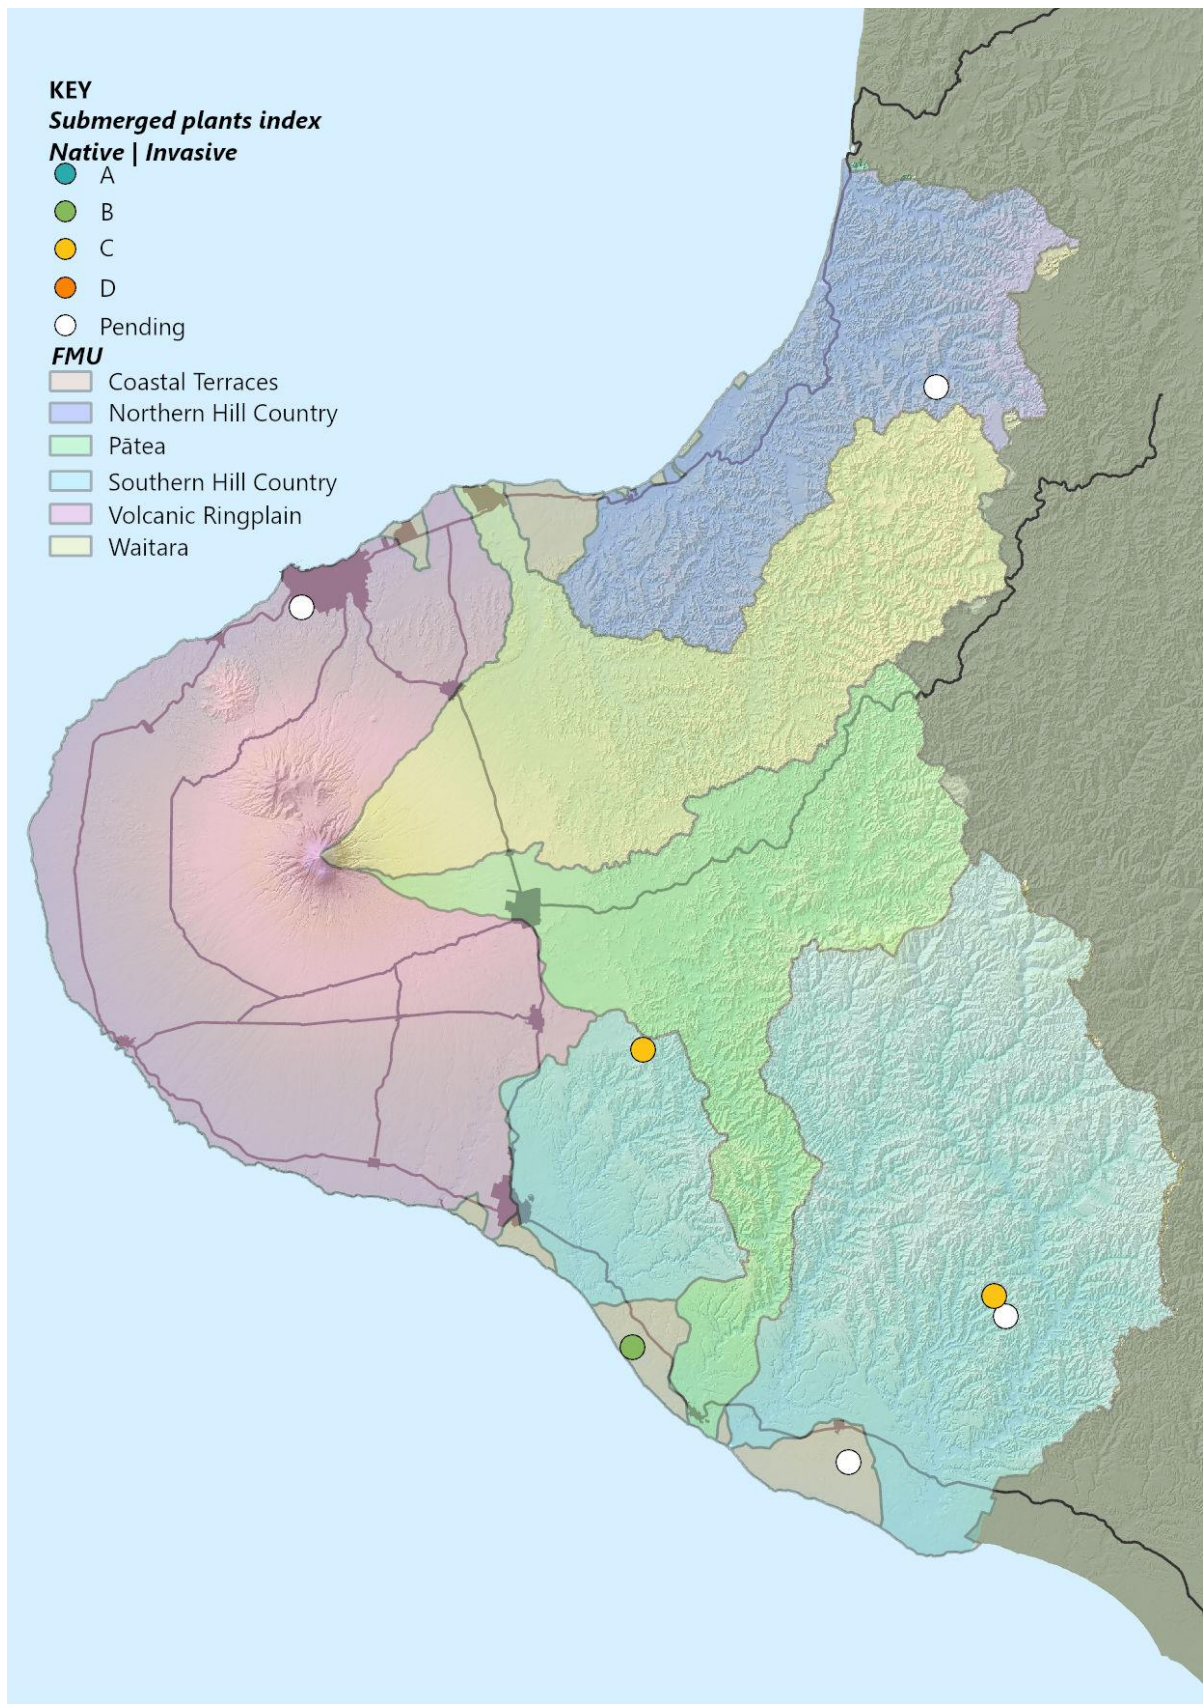 KEY
Submerged plants index
Native | Invasive
A
B
C
D
Pending
FMU
Coastal Terraces
Northern Hill Country
Pātea
Southern Hill Country
Volcanic Ringplain
Waitara